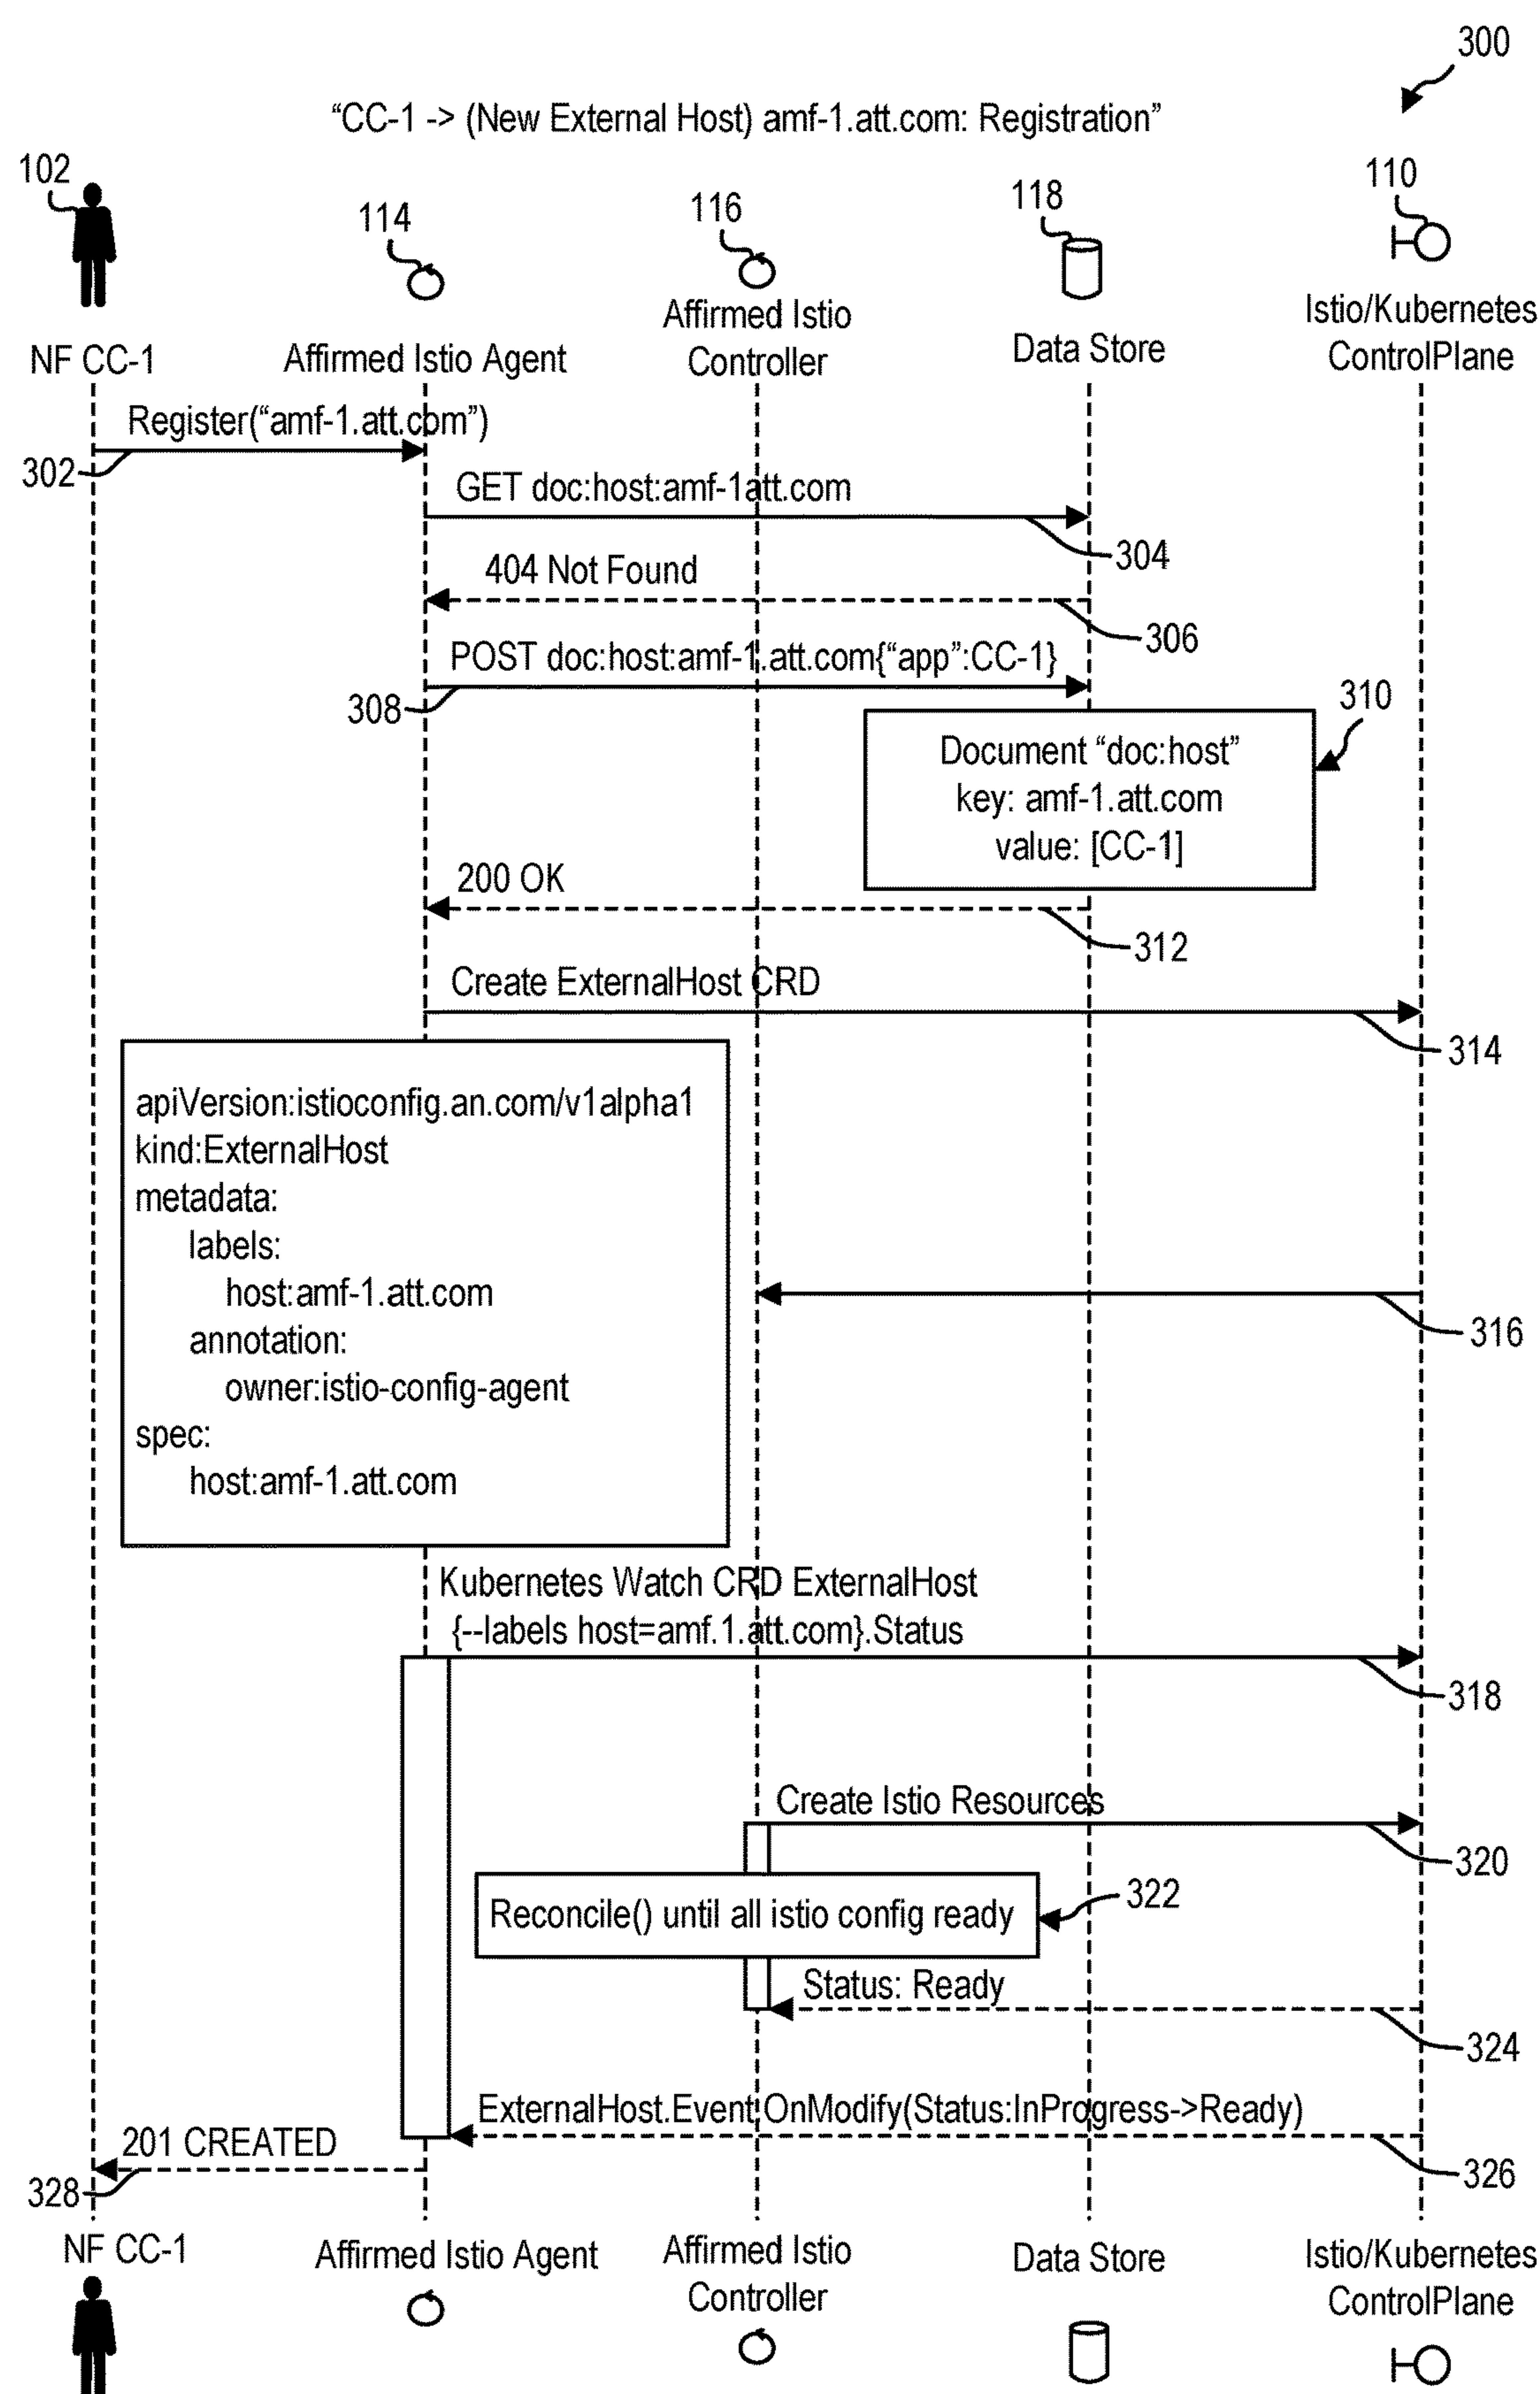 300
“CC-1 -> (New External Host) amf-1.att.com: Registration”
102
114
116
118
110
NF CC-1
Affirmed Istio Agent
Affirmed Istio
Controller
Data Store
Istio/Kubernetes
ControlPlane
Register(“amf-1.att.com”)
302
GET doc:host:amf-1att.com
304
404 Not Found
306
POST doc:host:amf-1.att.com{“app”:CC-1}
308
310
Document “doc:host”
key: amf-1.att.com
value: [CC-1]
200 OK
312
Create ExternalHost CRD
314
apiVersion:istioconfig.an.com/v1alpha1
kind:ExternalHost
metadata:
labels:
host:amf-1.att.com
annotation:
owner:istio-config-agent
spec:
host:amf-1.att.com
316
Kubernetes Watch CRD ExternalHost
{--labels host=amf.1.att.com}.Status
318
Create Istio Resources
320
Reconcile() until all istio config ready
322
Status: Ready
324
ExternalHost.Event OnModify(Status:InProgress->Ready)
326
201 CREATED
328
NF CC-1
Affirmed Istio Agent
Affirmed Istio
Controller
Data Store
Istio/Kubernetes
ControlPlane